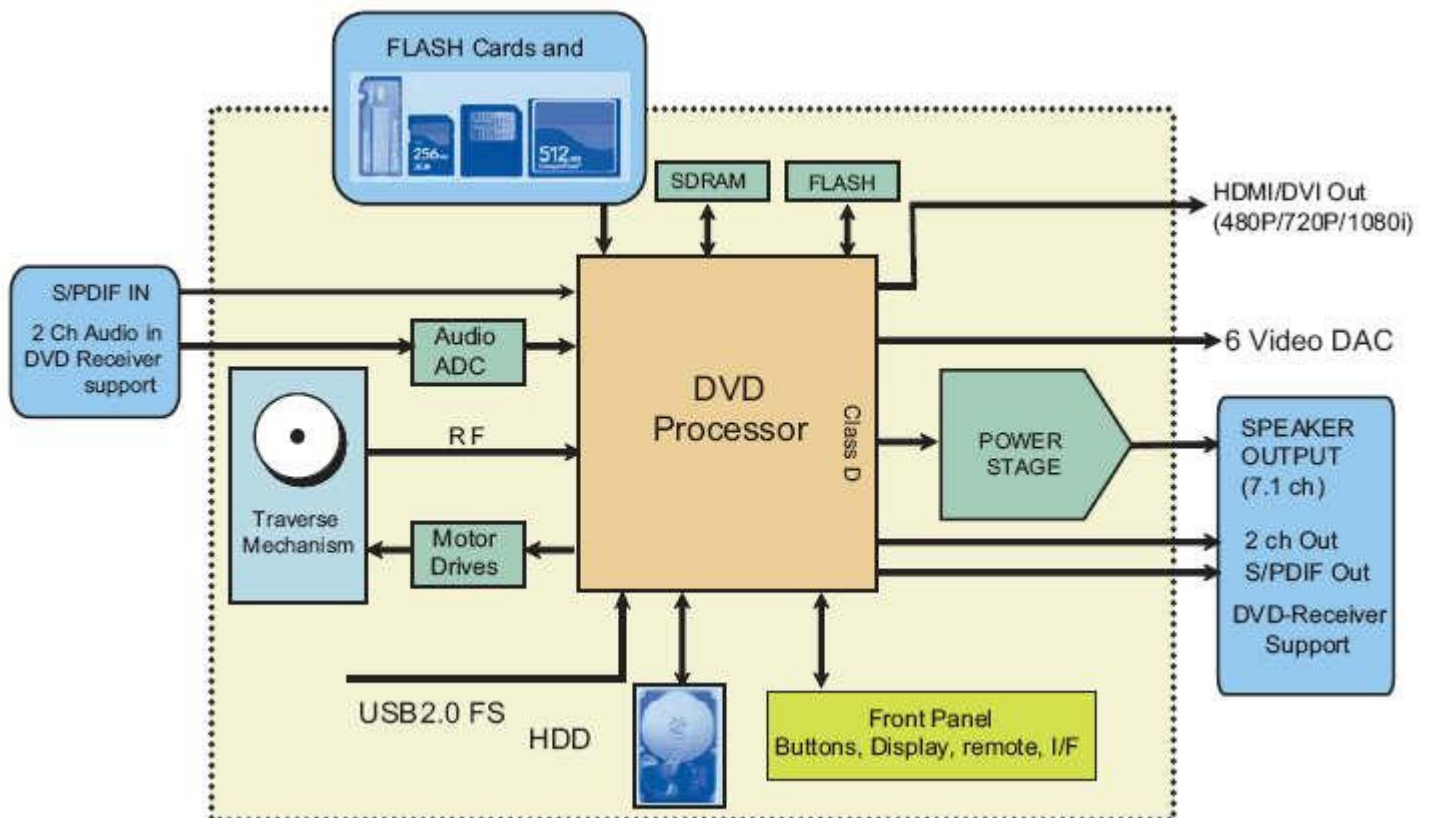 FLASH Cards and
256
512
SDRAM
FLASH
HDMI/DVI Out
(480P/720P/1080i)
S/PDIF IN
2 Ch Audio in
DVD Receiver
support
Audio
ADC
6 Video DAC
DVD
Processor
Class D
RF
POWER
STAGE
SPEAKER
OUTPUT
(7.1 ch)
Traverse
Mechanism
Motor
Drives
2 ch Out
S/PDIF Out
DVD-Receiver
Support
USB2.0 FS
HDD
Front Panel
Buttons, Display, remote, I/F